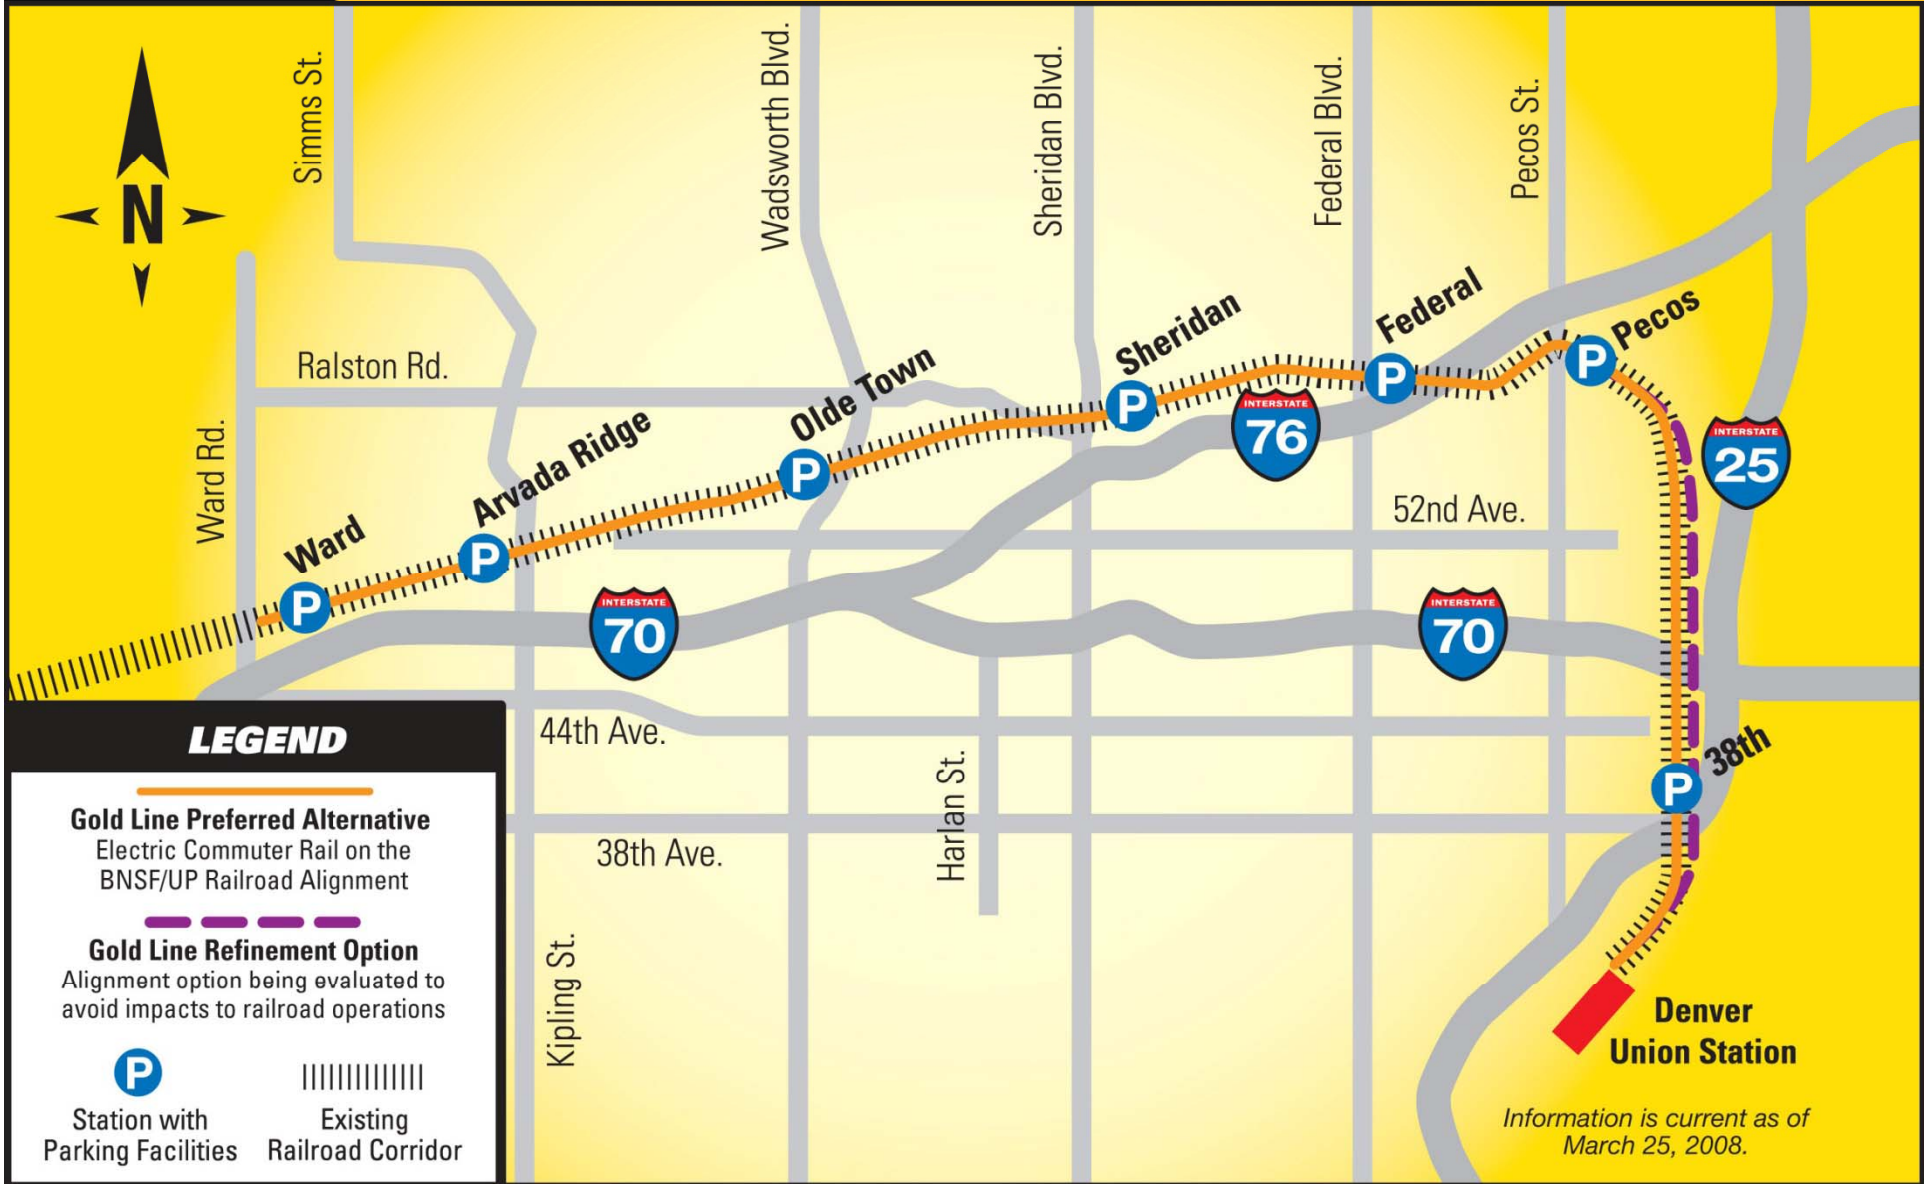 Simms St.
Wadsworth Blvd.
Sheridan Blvd.
Federal Blvd.
Pecos St.
N
Ralston Rd.
Ward Rd.
Ward
Arvada Ridge
Olde Town
Sheridan
Federal
Pecos
P
P
P
P
P
P
INTERSTATE
76
INTERSTATE
25
52nd Ave.
INTERSTATE
70
INTERSTATE
70
44th Ave.
38th
P
38th Ave.
Harlan St.
Kipling St.
Denver
Union Station
Information is current as of
March 25, 2008.
LEGEND
Gold Line Preferred Alternative
Electric Commuter Rail on the
BNSF/UP Railroad Alignment
Gold Line Refinement Option
Alignment option being evaluated to
avoid impacts to railroad operations
P
Station with
Parking Facilities
Existing
Railroad Corridor